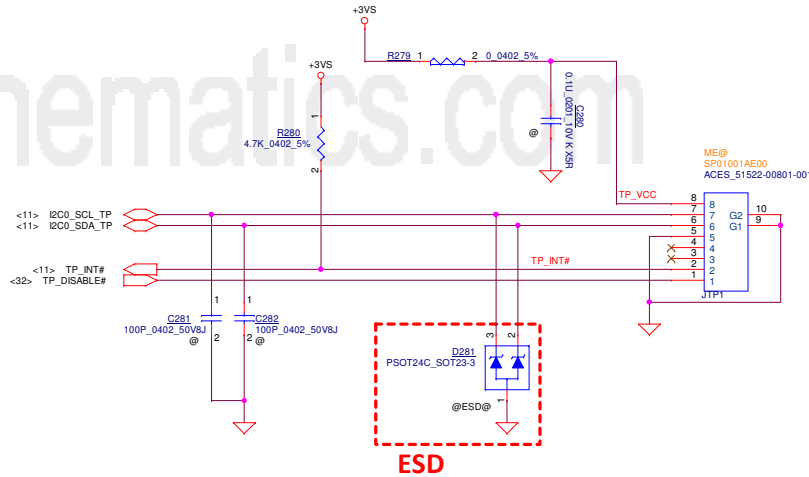 +3VS
R279 1 2 0_0402_5%
+3VS
hematics.com
0.1U_0201_10V K X5R
C280
@
1
R280
4.7K_0402_5%
2
ME@
SP01001AE00
ACES_51522-00801-001
TP_VCC
8 8
7 7
6 6
5 5
4 4
3 3
2 2
1 1
G2 10
G1 9
JTP1
<11> I2C0_SCL_TP
<11> I2C0_SDA_TP
<11> TP_INT#
<32> TP_DISABLE#
TP_INT#
1 1
C281 C282
100P_0402_50V8J 100P_0402_50V8J
@ 2 2 @
3 2
D281
PSOT24C_SOT23-3
@ESD@ 1
ESD